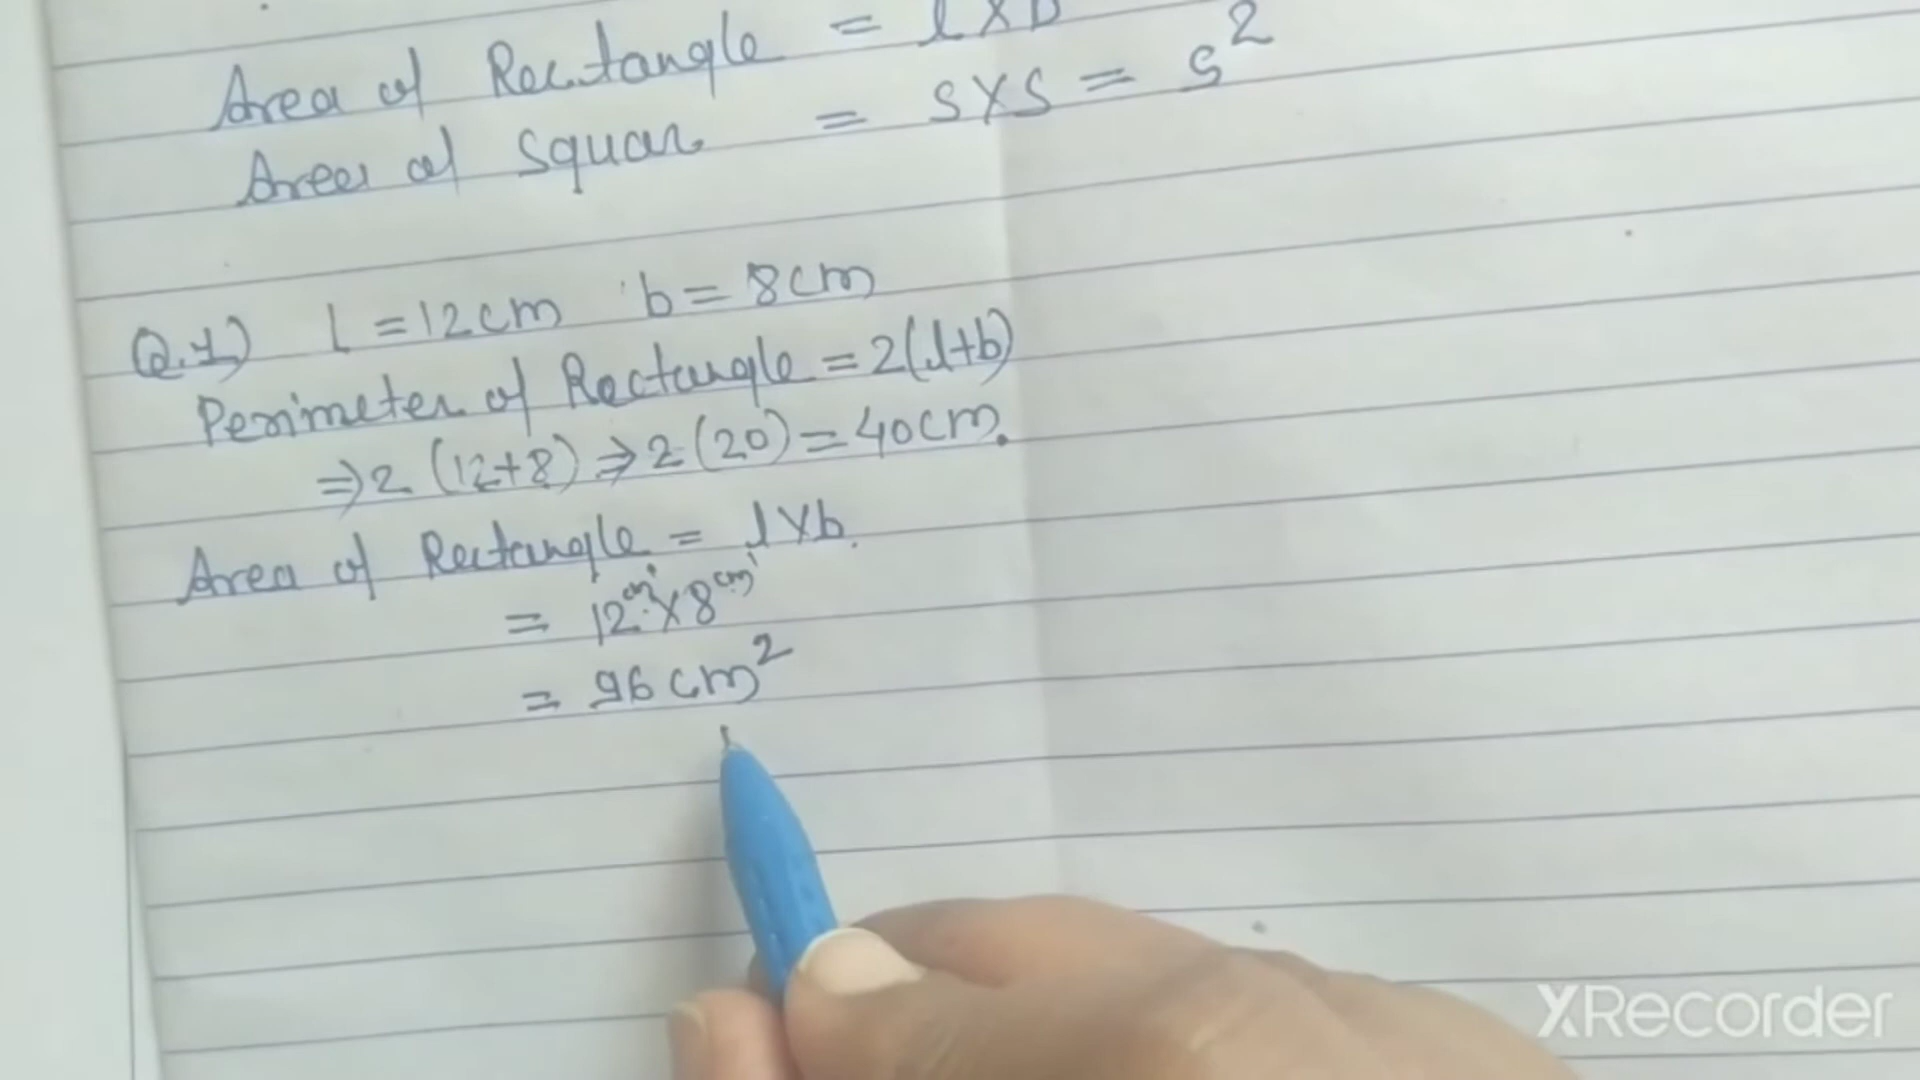 Area of Rectangle = l×b
Area of Squar = S×S = S²
Q.1) l = 12cm b = 8cm
Perimeter of Rectangle = 2(l+b)
⇒ 2 (12+8) ⇒ 2 (20) = 40cm.
Area of Rectangle = l×b.
= 12cm × 8cm
= 96 cm²
XRecorder